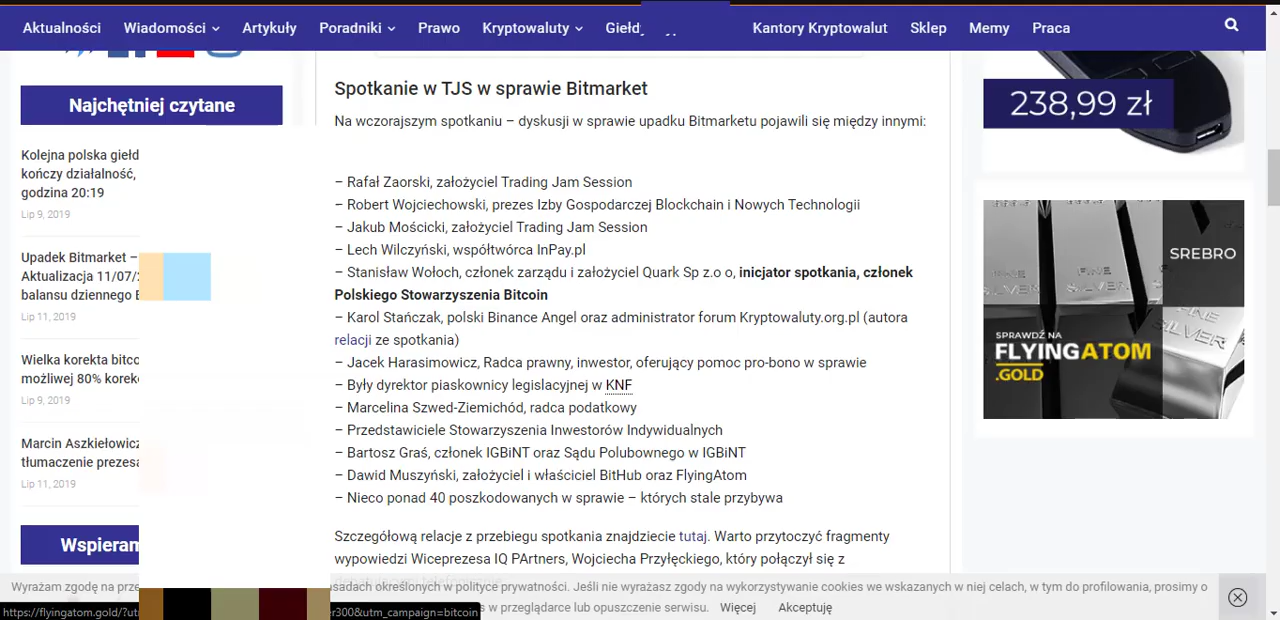 Aktualności Wiadomości Artykuły Poradniki Prawo Kryptowaluty Kantory Kryptowalut Sklep Memy Praca
Najchętniej czytane
Kolejna polska
kończy działalność,
godzina 20:19
Lip 9, 2019
Upadek Bitmarket –
Aktualizacja
balansu dziennego
Lip 11, 2019
Wielka korekta
możliwej 80%
Lip 9, 2019
Marcin Aszkiełowicz
tłumaczenie
Lip 11, 2019
Spotkanie w TJS w sprawie Bitmarket
Na wczorajszym spotkaniu – dyskusji w sprawie upadku Bitmarketu pojawili się między innymi:
– Rafał Zaorski, założyciel Trading Jam Session
– Robert Wojciechowski, prezes Izby Gospodarczej Blockchain i Nowych Technologii
– Jakub Mościcki, założyciel Trading Jam Session
– Lech Wilczyński, współtwórca InPay.pl
– Stanisław Wołoch, członek zarządu i założyciel Quark Sp z.o o, inicjator spotkania, członek
Polskiego Stowarzyszenia Bitcoin
– Karol Stańczak, polski Binance Angel oraz administrator forum Kryptowaluty.org.pl (autora
relacji ze spotkania)
– Jacek Harasimowicz, Radca prawny, inwestor, oferujący pomoc pro-bono w sprawie
– Były dyrektor piaskownicy legislacyjnej w KNF
– Marcelina Szwed-Ziemichód, radca podatkowy
– Przedstawiciele Stowarzyszenia Inwestorów Indywidualnych
– Bartosz Graś, członek IGBiNT oraz Sądu Polubownego w IGBiNT
– Dawid Muszyński, założyciel i właściciel BitHub oraz FlyingAtom
– Nieco ponad 40 poszkodowanych w sprawie – których stale przybywa
Szczegółową relacje z przebiegu spotkania znajdziecie tutaj. Warto przytoczyć fragmenty
wypowiedzi Wiceprezesa IQ PArtners, Wojciecha Przyłęckiego, który połączył się z
238,99 zł
SREBRO
FINE SILVER
FINE SILVER
FINE
SILVER
SPRAWDŹ NA
FLYINGATOM
.GOLD
Wyrażam zgodę na zasadach określonych w polityce prywatności. Jeśli nie wyrażasz zgody na wykorzystywanie cookies we wskazanych w niej celach, w tym do profilowania, prosimy o
w przeglądarce lub opuszczenie serwisu. Więcej Akceptuję
https://flyingatom.gold/?
er300&utm_campaign=bitcoin